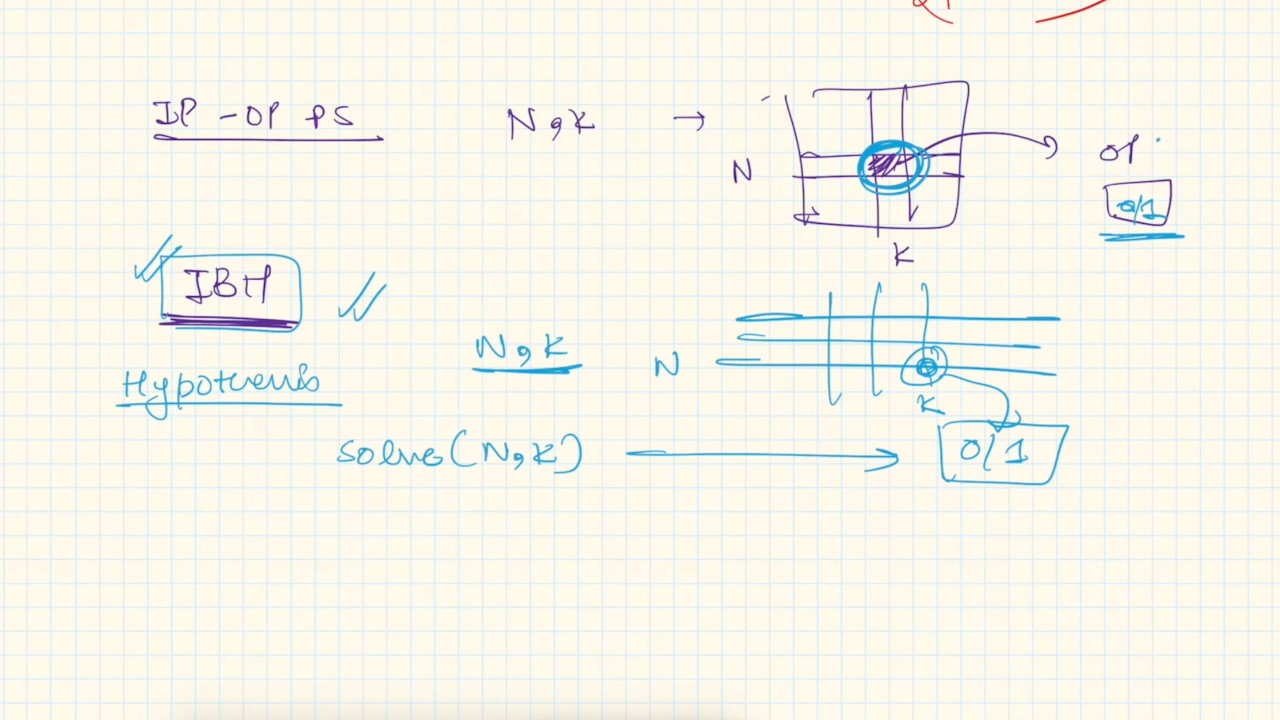 IP - OP PS N, K → OP
N 0/1
K
IBH
N, K N
Hypothesis K
solve(N, K) → 0/1